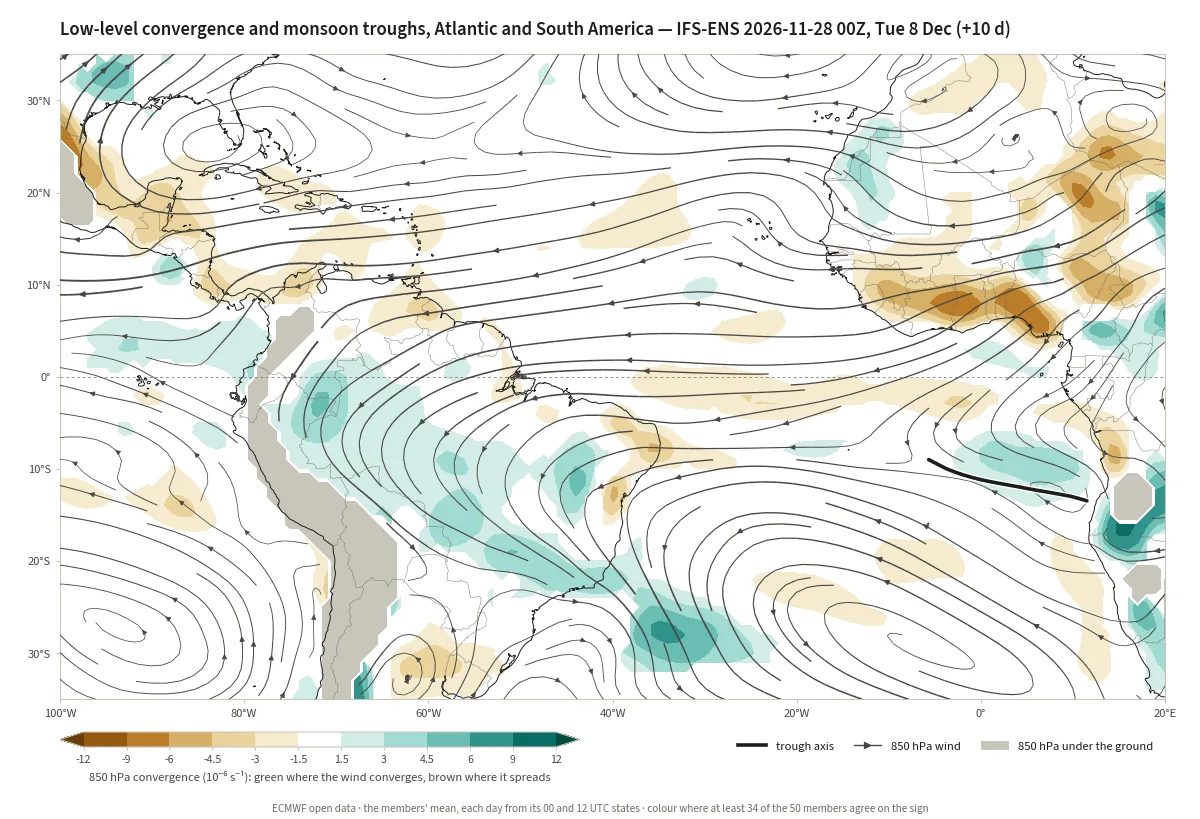 Low-level convergence and monsoon troughs, Atlantic and South America — IFS-ENS 2026-11-28 00Z, Tue 8 Dec (+10 d)
30°N
20°N
10°N
0°
10°S
20°S
30°S
100°W 80°W 60°W 40°W 20°W 0° 20°E
-12 -9 -6 -4.5 -3 -1.5 1.5 3 4.5 6 9 12
850 hPa convergence (10⁻⁶ s⁻¹): green where the wind converges, brown where it spreads
trough axis 850 hPa wind 850 hPa under the ground
ECMWF open data · the members' mean, each day from its 00 and 12 UTC states · colour where at least 34 of the 50 members agree on the sign